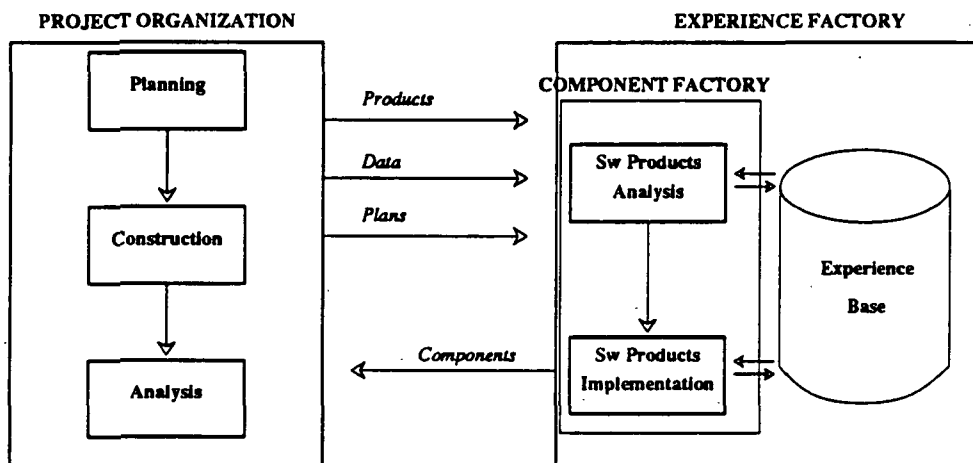 PROJECT ORGANIZATION
EXPERIENCE FACTORY
Planning
Construction
Analysis
Products
Data
Plans
Components
COMPONENT FACTORY
Sw Products
Analysis
Sw Products
Implementation
Experience
Base